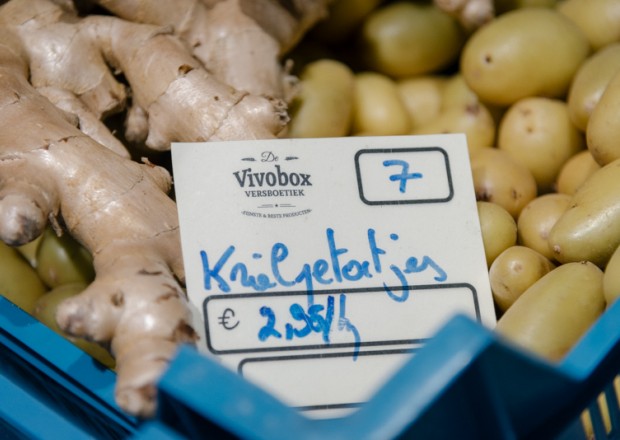 De
Vivobox
VERSBOETIEK
7
Krielpetatjes
€ 2,95/k